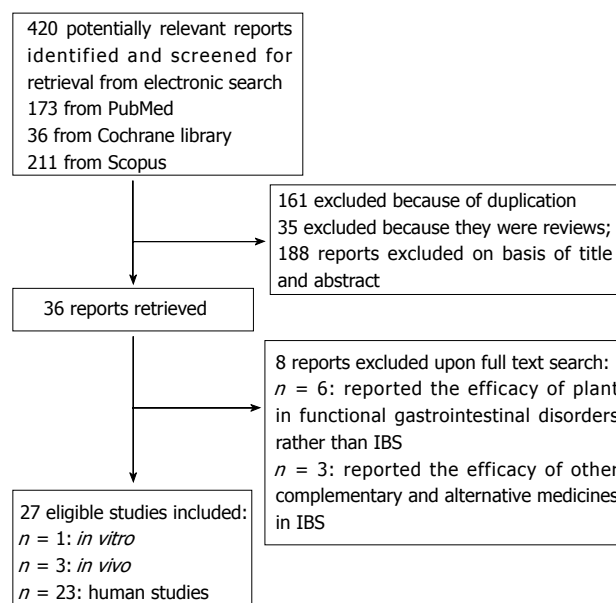 420 potentially relevant reports
identified and screened for
retrieval from electronic search
173 from PubMed
36 from Cochrane library
211 from Scopus
161 excluded because of duplication
35 excluded because they were reviews;
188 reports excluded on basis of title
and abstract
36 reports retrieved
8 reports excluded upon full text search:
n = 6: reported the efficacy of plant
in functional gastrointestinal disorders
rather than IBS
n = 3: reported the efficacy of other
complementary and alternative medicines
in IBS
27 eligible studies included:
n = 1: in vitro
n = 3: in vivo
n = 23: human studies